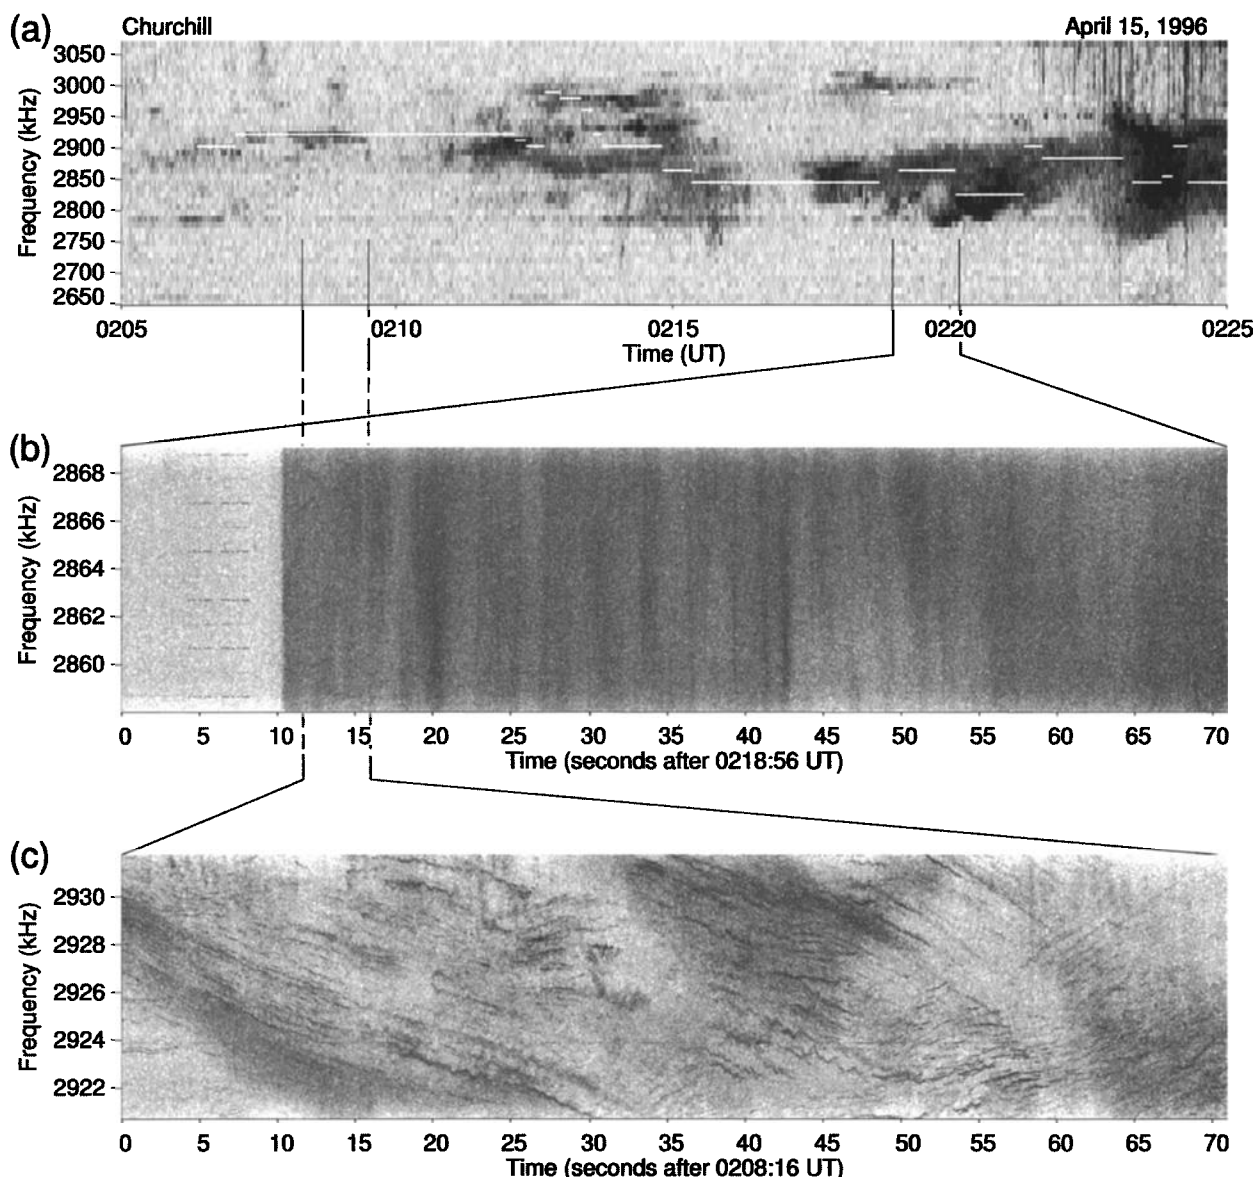 (a) Churchill April 15, 1996
Frequency (kHz)
3050
3000
2950
2900
2850
2800
2750
2700
2650
0205 0210 0215 0220 0225
Time (UT)
(b)
Frequency (kHz)
2868
2866
2864
2862
2860
0 5 10 15 20 25 30 35 40 45 50 55 60 65 70
Time (seconds after 0218:56 UT)
(c)
Frequency (kHz)
2930
2928
2926
2924
2922
0 5 10 15 20 25 30 35 40 45 50 55 60 65 70
Time (seconds after 0208:16 UT)